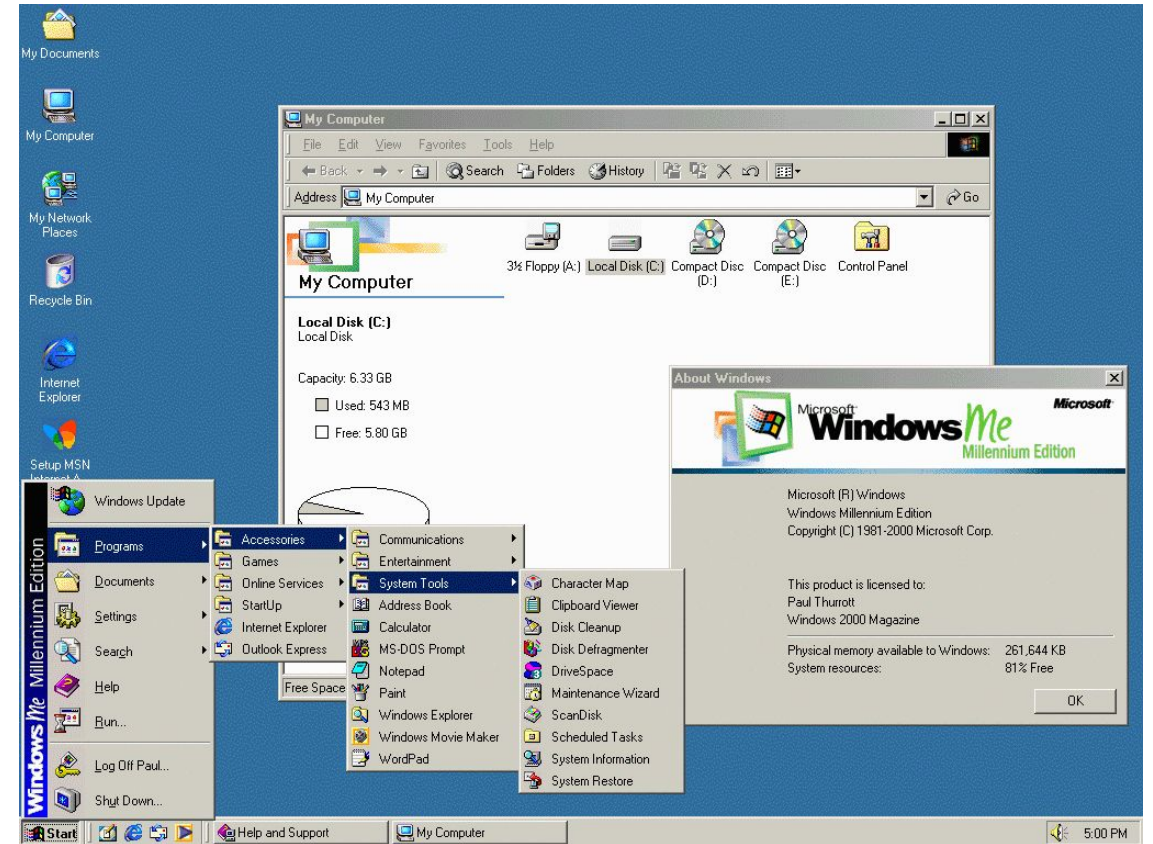 My Documents
My Computer
My Network
Places
Recycle Bin
Internet
Explorer
Setup MSN
My Computer
File Edit View Favorites Tools Help
Back Search Folders History
Address My Computer Go
My Computer
3½ Floppy (A:) Local Disk (C:) Compact Disc Compact Disc Control Panel
(D:) (E:)
Local Disk (C:)
Local Disk
Capacity: 6.33 GB
Used: 543 MB
Free: 5.80 GB
Free Space
About Windows
Microsoft
Microsoft
Windows Me
Millennium Edition
Microsoft (R) Windows
Windows Millennium Edition
Copyright (C) 1981-2000 Microsoft Corp.
This product is licensed to:
Paul Thurrott
Windows 2000 Magazine
Physical memory available to Windows: 261,644 KB
System resources: 81% Free
OK
Windows Me Millennium Edition
Windows Update
Programs
Documents
Settings
Search
Help
Run...
Log Off Paul...
Shut Down...
Accessories
Games
Online Services
StartUp
Internet Explorer
Outlook Express
Communications
Entertainment
System Tools
Address Book
Calculator
MS-DOS Prompt
Notepad
Paint
Windows Explorer
Windows Movie Maker
WordPad
Character Map
Clipboard Viewer
Disk Cleanup
Disk Defragmenter
DriveSpace
Maintenance Wizard
ScanDisk
Scheduled Tasks
System Information
System Restore
Start Help and Support My Computer 5:00 PM